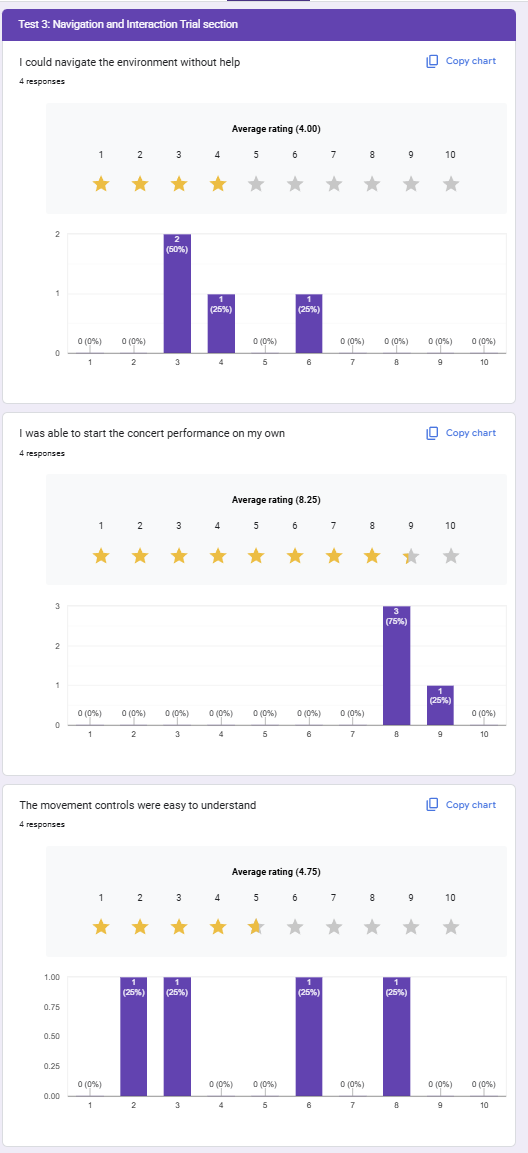 Test 3: Navigation and Interaction Trial section
I could navigate the environment without help
Copy chart
4 responses
Average rating (4.00)
1 2 3 4 5 6 7 8 9 10
2
1
0
0 (0%) 0 (0%) 2 (50%) 1 (25%) 0 (0%) 1 (25%) 0 (0%) 0 (0%) 0 (0%) 0 (0%)
1 2 3 4 5 6 7 8 9 10
I was able to start the concert performance on my own
Copy chart
4 responses
Average rating (8.25)
1 2 3 4 5 6 7 8 9 10
3
2
1
0
0 (0%) 0 (0%) 0 (0%) 0 (0%) 0 (0%) 0 (0%) 0 (0%) 3 (75%) 1 (25%) 0 (0%)
1 2 3 4 5 6 7 8 9 10
The movement controls were easy to understand
Copy chart
4 responses
Average rating (4.75)
1 2 3 4 5 6 7 8 9 10
1.00
0.75
0.50
0.25
0.00
0 (0%) 1 (25%) 1 (25%) 0 (0%) 0 (0%) 1 (25%) 0 (0%) 1 (25%) 0 (0%) 0 (0%)
1 2 3 4 5 6 7 8 9 10